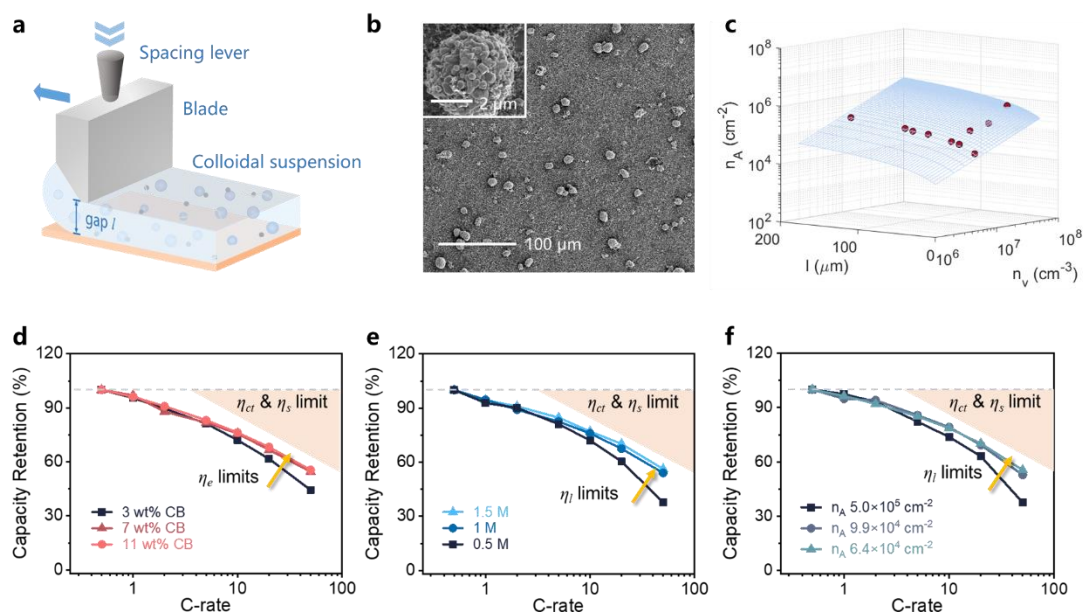 a
Spacing lever
Blade
Colloidal suspension
gap l
b
2 μm
100 μm
c
10⁸
10⁶
10⁴
10²
n_A (cm⁻²)
200
100
0
l (μm)
10⁶
10⁷
10⁸
n_v (cm⁻³)
d
Capacity Retention (%)
120
90
60
30
0
η_ct & η_s limit
η_e limits
3 wt% CB
7 wt% CB
11 wt% CB
1
10
100
C-rate
e
Capacity Retention (%)
120
90
60
30
0
η_ct & η_s limit
η_l limits
1.5 M
1 M
0.5 M
1
10
100
C-rate
f
Capacity Retention (%)
120
90
60
30
0
η_ct & η_s limit
η_l limits
n_A 5.0×10⁵ cm⁻²
n_A 9.9×10⁴ cm⁻²
n_A 6.4×10⁴ cm⁻²
1
10
100
C-rate